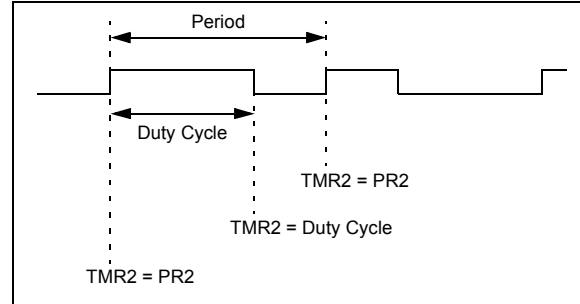 Period
Duty Cycle
TMR2 = PR2
TMR2 = Duty Cycle
TMR2 = PR2